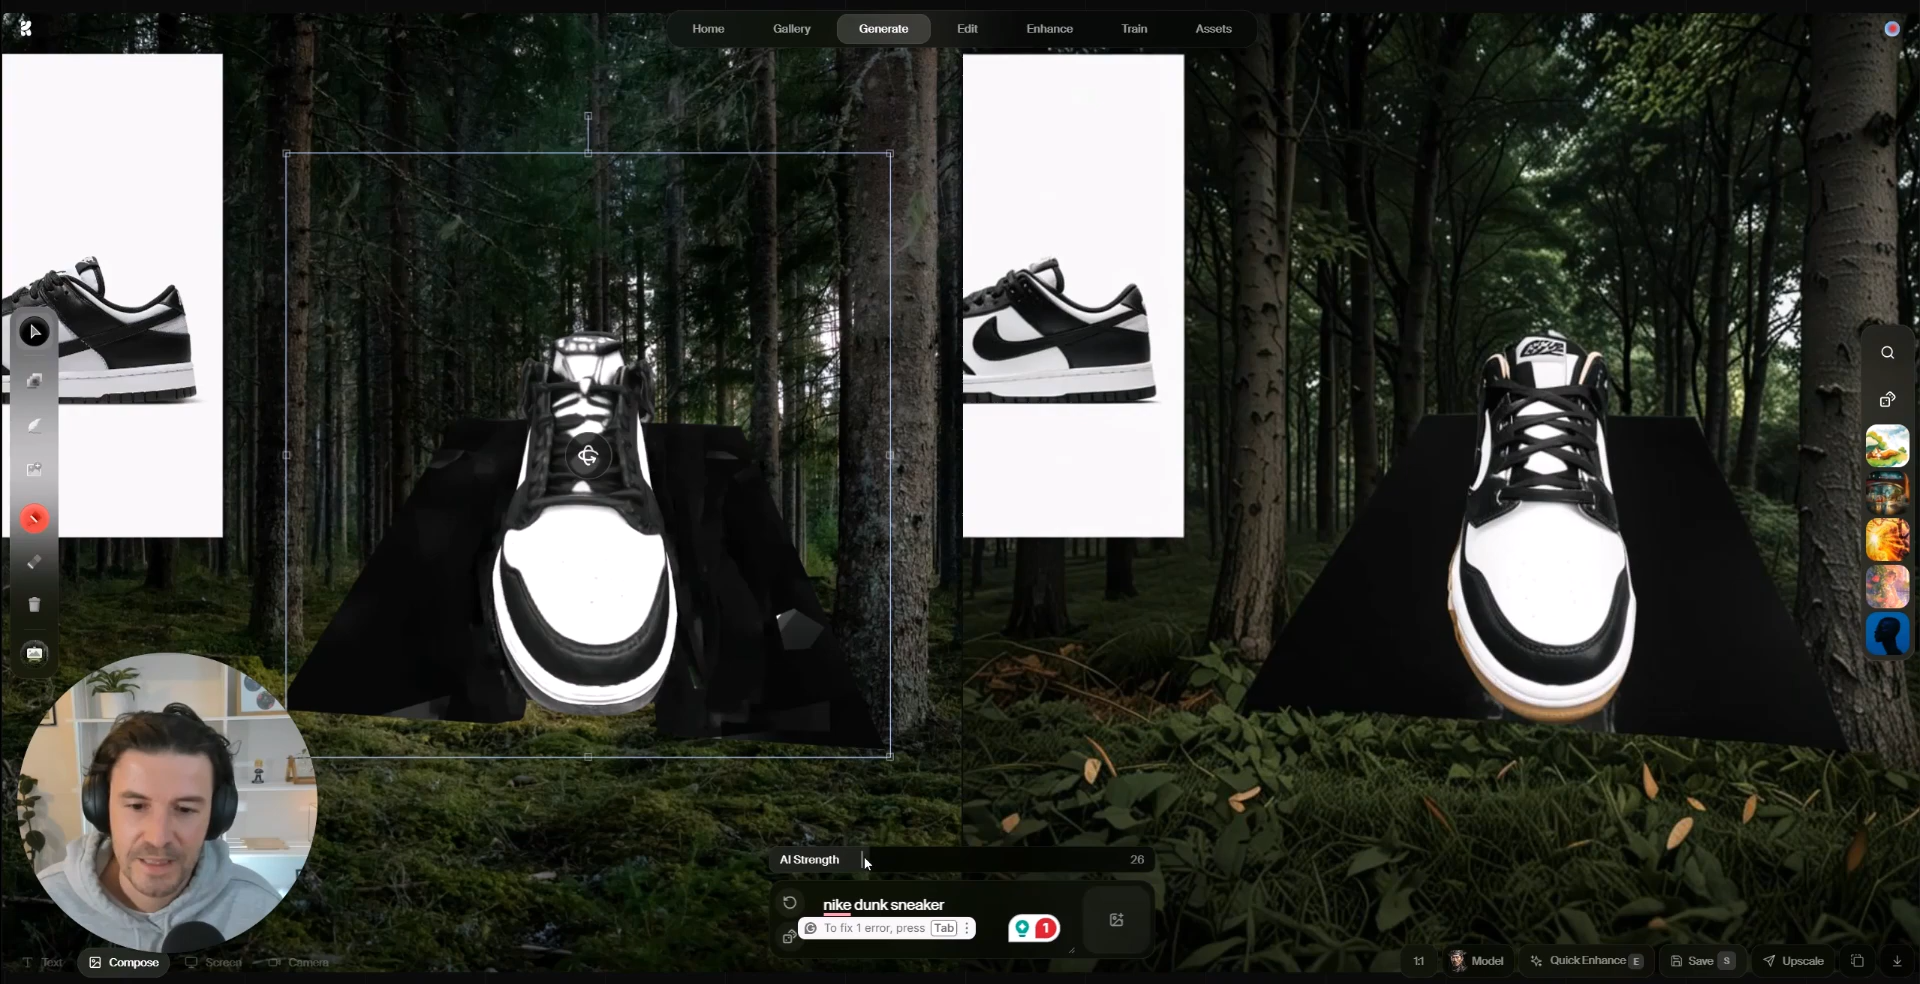 Home Gallery Generate Edit Enhance Train Assets
AI Strength 26
nike dunk sneaker
To fix 1 error, press Tab
1
Text Compose Screen Camera
1:1 Model Quick Enhance E Save S Upscale